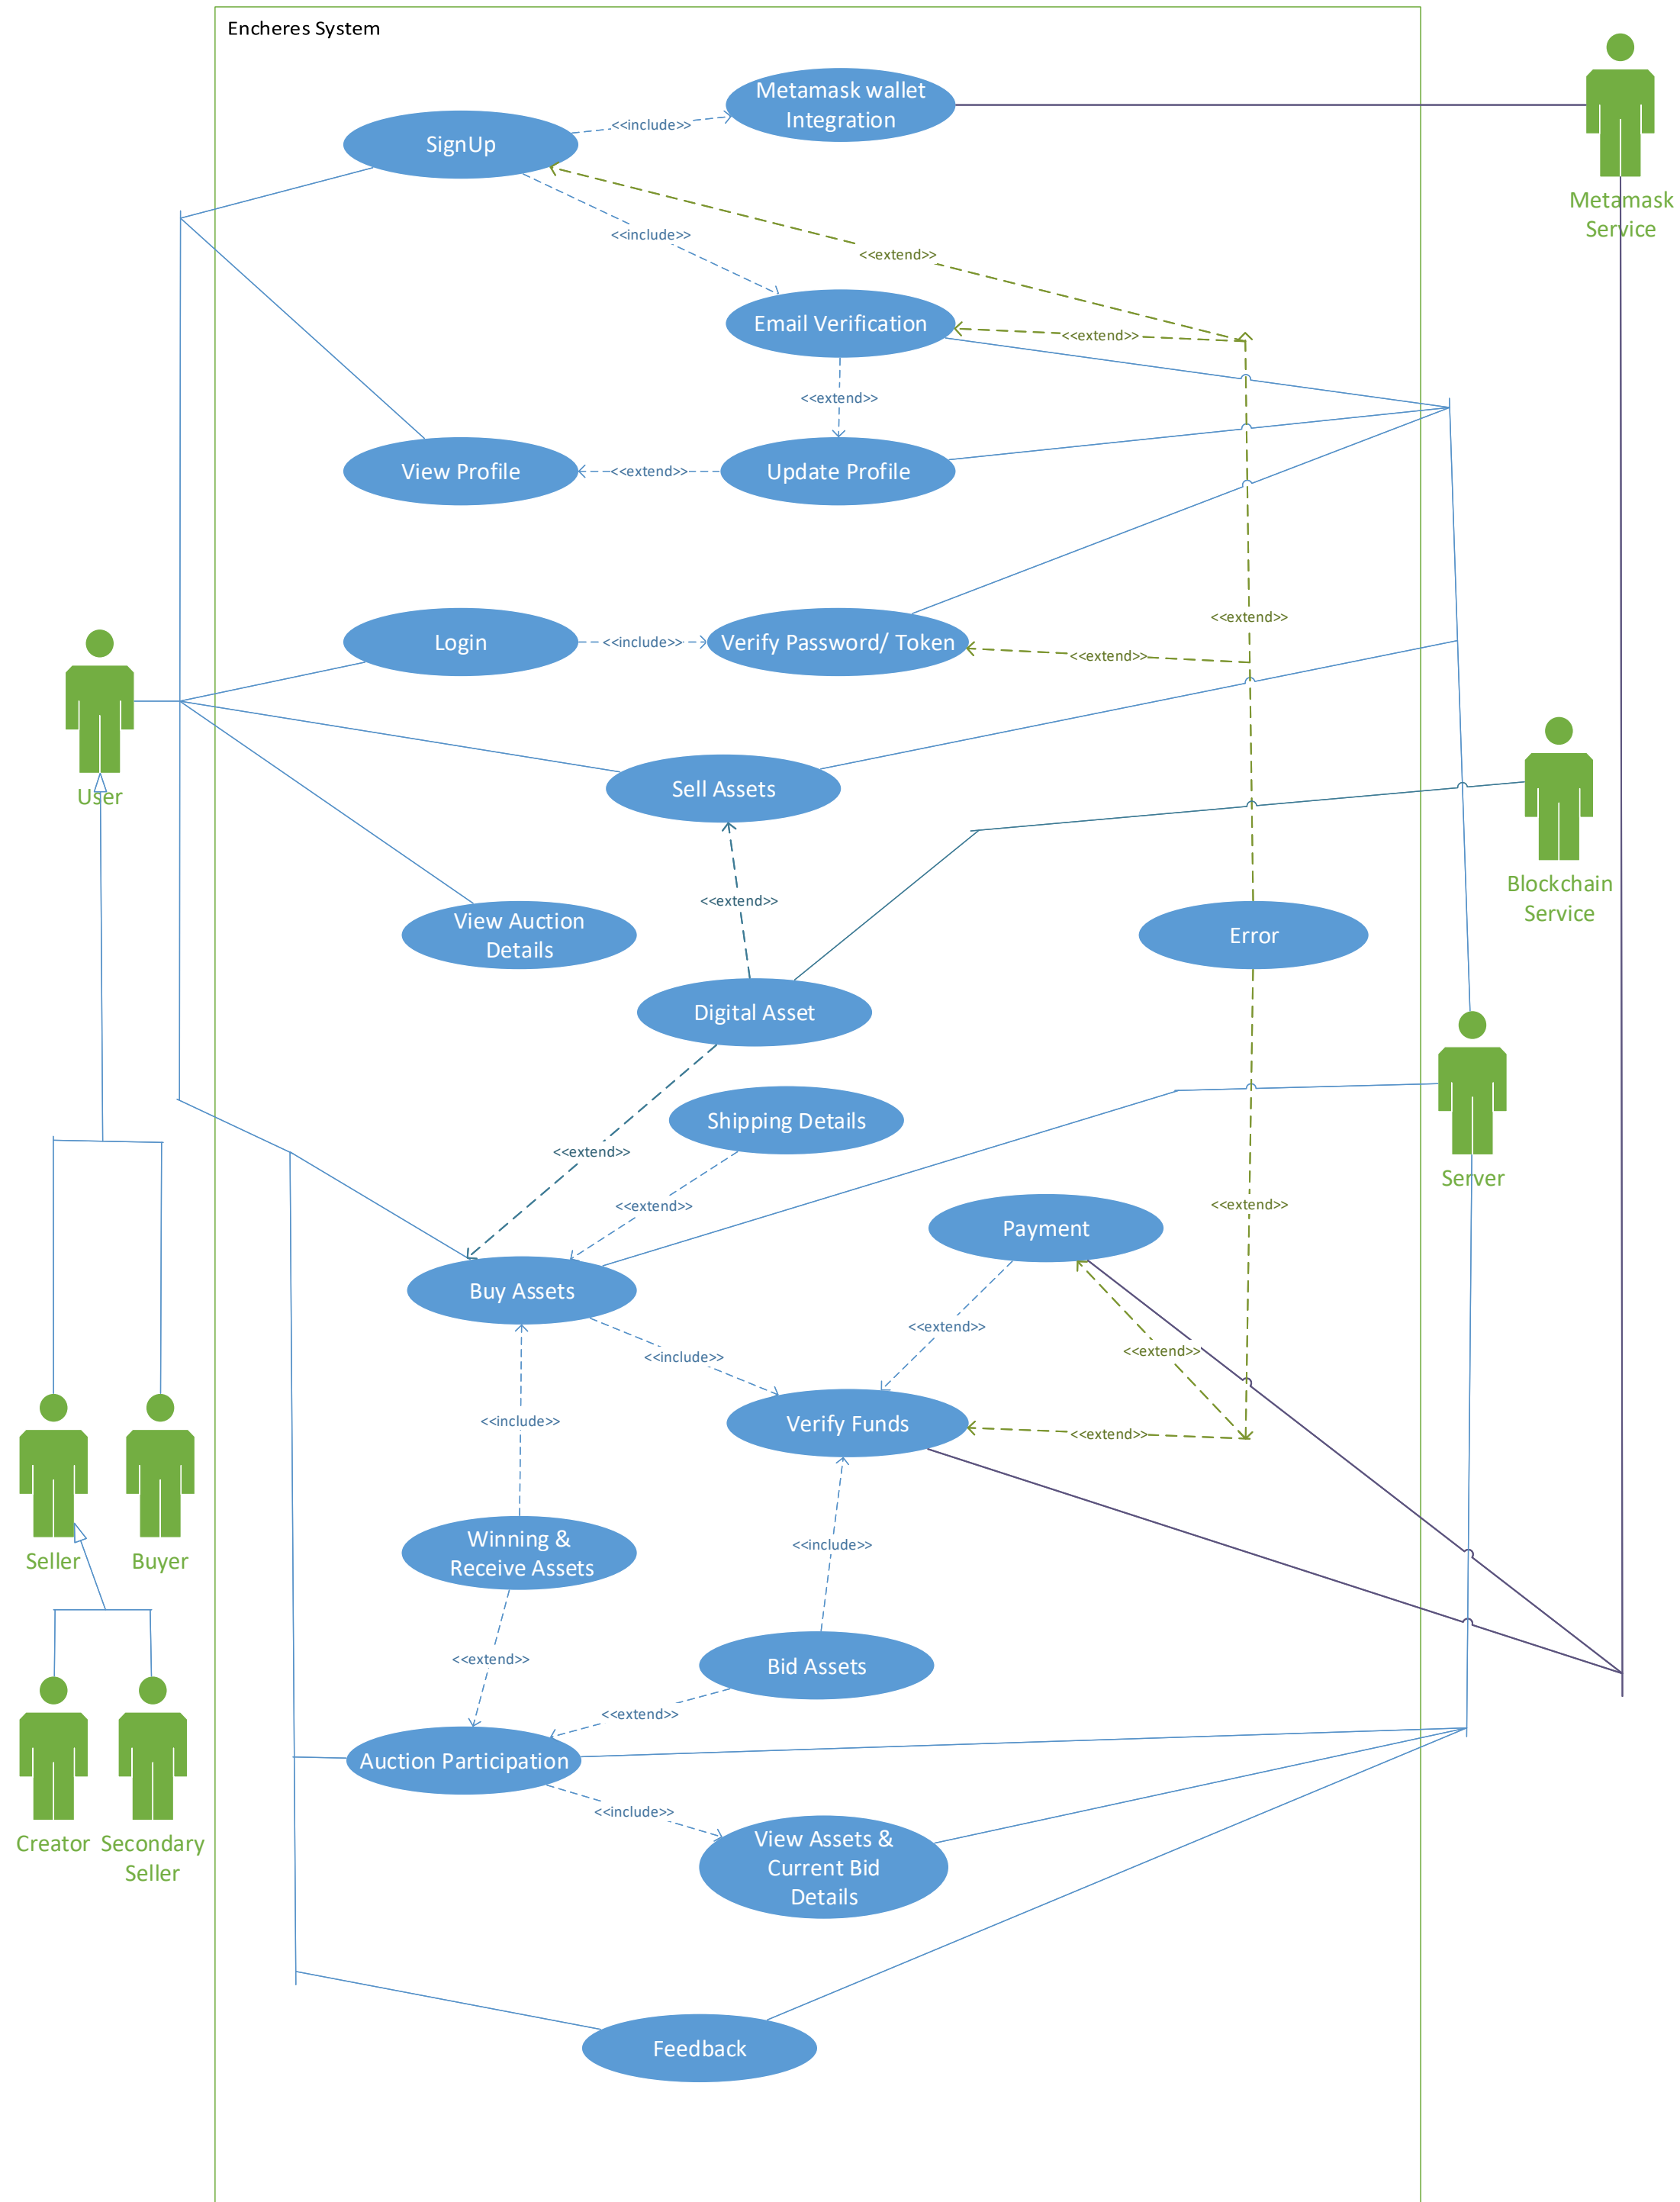 Encheres System
Metamask wallet
Integration
<<include>>
SignUp
Metamask
Service
<<include>>
<<extend>>
Email Verification
<<extend>>
<<extend>>
View Profile
<<extend>>
Update Profile
<<extend>>
Login
<<include>>
Verify Password/ Token
<<extend>>
User
Sell Assets
<<extend>>
Blockchain
Service
View Auction
Details
Error
Digital Asset
Shipping Details
<<extend>>
Server
<<extend>>
<<extend>>
Payment
Buy Assets
<<extend>>
<<extend>>
<<include>>
<<include>>
Verify Funds
<<extend>>
Winning &
Receive Assets
<<include>>
Seller
Buyer
<<extend>>
Bid Assets
<<extend>>
Auction Participation
<<include>>
Creator
Secondary
Seller
View Assets &
Current Bid
Details
Feedback